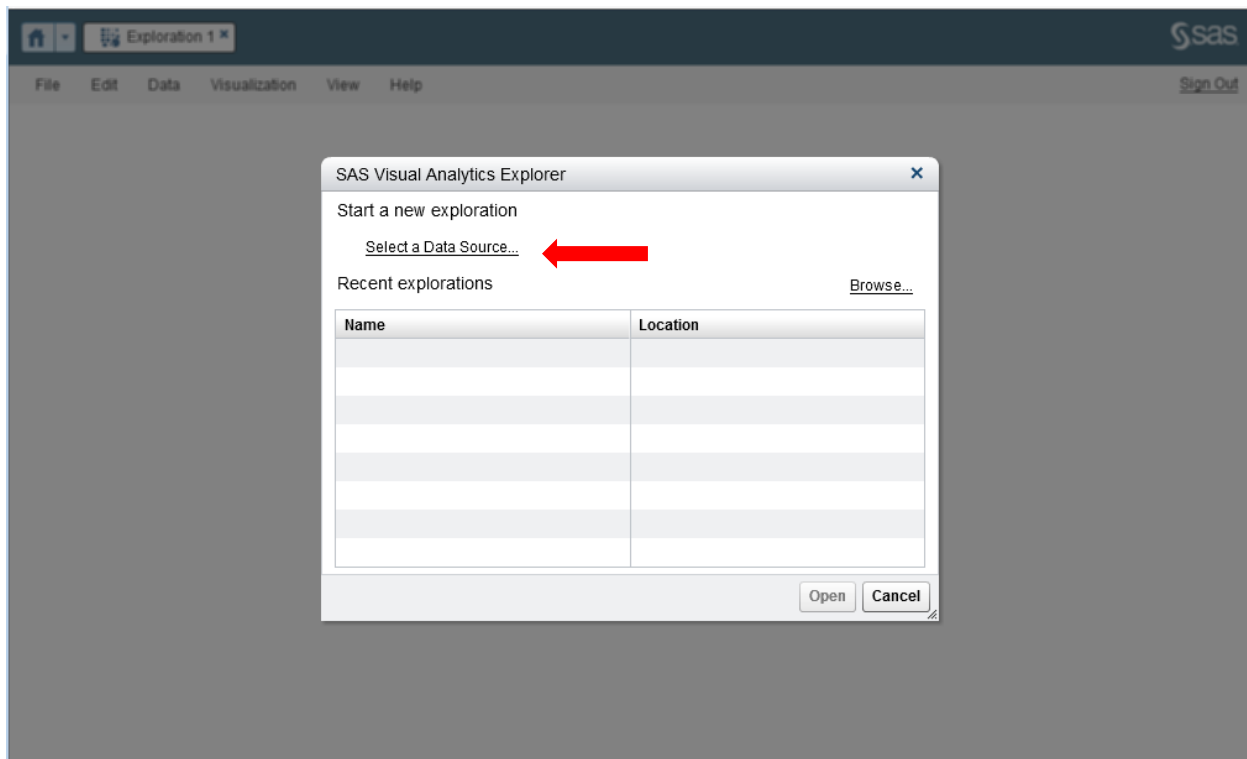 Exploration 1
sas
File Edit Data Visualization View Help Sign Out
SAS Visual Analytics Explorer
Start a new exploration
Select a Data Source...
Recent explorations Browse...
Name Location
Open Cancel